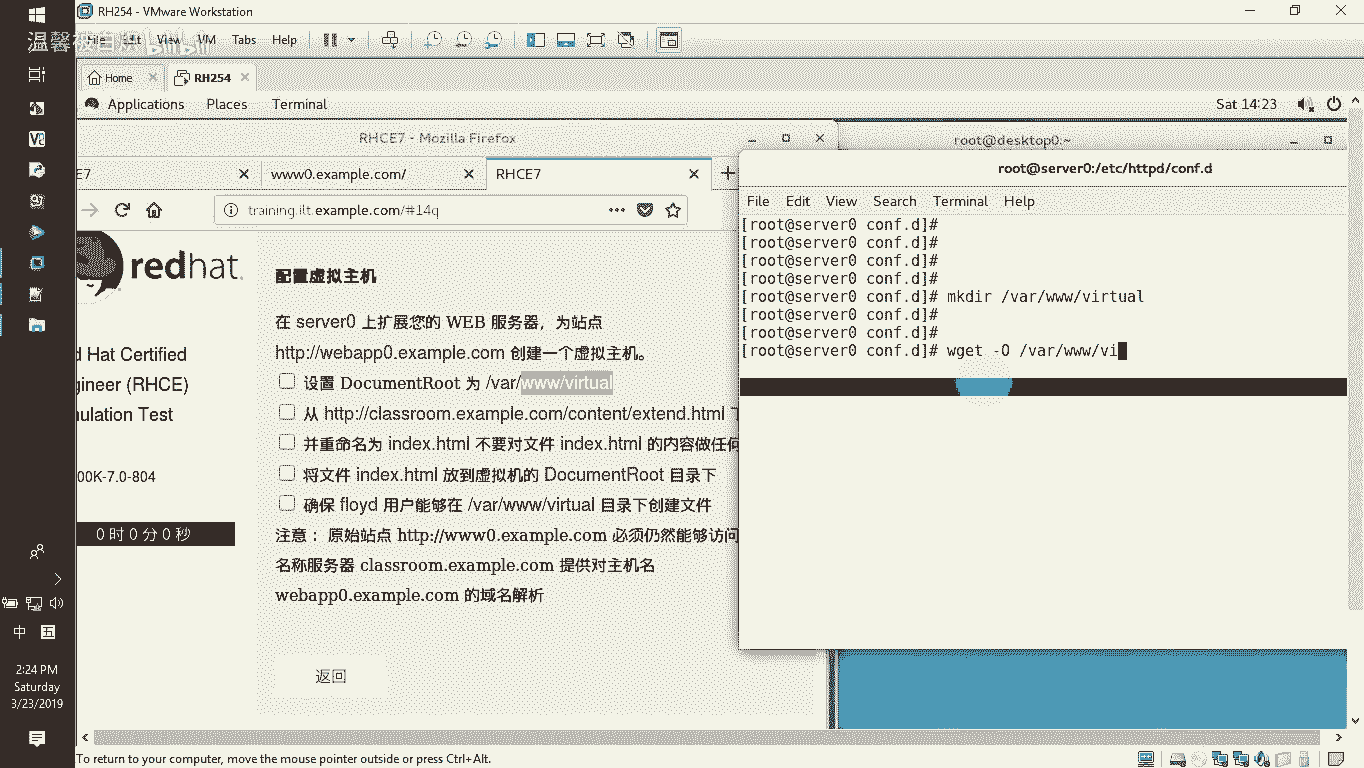 RH254 - VMware Workstation
File Edit View VM Tabs Help
Home
RH254
Applications Places Terminal
Sat 14:23
RHCE7 - Mozilla Firefox
root@desktop0:~
E7
www0.example.com/
RHCE7
root@server0:/etc/httpd/conf.d
training.ilt.example.com/#14q
File Edit View Search Terminal Help
[root@server0 conf.d]#
[root@server0 conf.d]#
[root@server0 conf.d]#
[root@server0 conf.d]#
[root@server0 conf.d]# mkdir /var/www/virtual
[root@server0 conf.d]#
[root@server0 conf.d]#
[root@server0 conf.d]# wget -O /var/www/vi
redhat.
d Hat Certified
gineer (RHCE)
nulation Test
00K-7.0-804
0 时 0 分 0 秒
配置虚拟主机
在 server0 上扩展您的 WEB 服务器，为站点
http://webapp0.example.com 创建一个虚拟主机。
设置 DocumentRoot 为 /var/www/virtual
从 http://classroom.example.com/content/extend.html
并重命名为 index.html 不要对文件 index.html 的内容做任何
将文件 index.html 放到虚拟机的 DocumentRoot 目录下
确保 floyd 用户能够在 /var/www/virtual 目录下创建文件
注意： 原始站点 http://www0.example.com 必须仍然能够访问
名称服务器 classroom.example.com 提供对主机名
webapp0.example.com 的域名解析
返回
中 五
2:24 PM
Saturday
3/23/2019
To return to your computer, move the mouse pointer outside or press Ctrl+Alt.